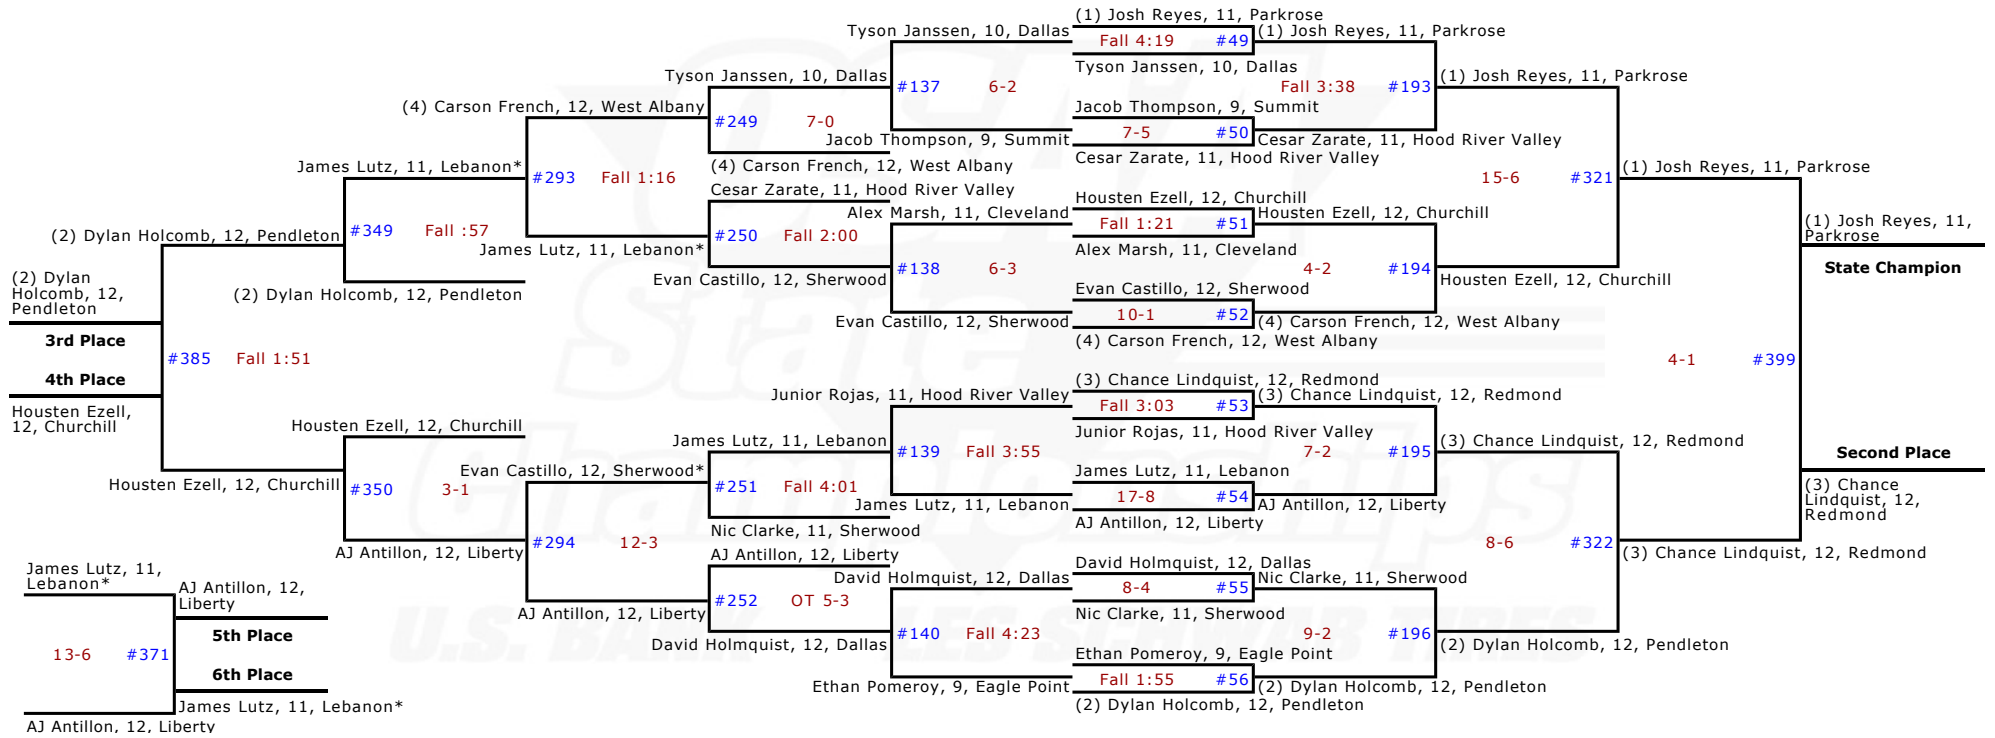 (1) Josh Reyes, 11, Parkrose
Tyson Janssen, 10, Dallas
(1) Josh Reyes, 11, Parkrose
Fall 4:19 #49
Tyson Janssen, 10, Dallas
Tyson Janssen, 10, Dallas
(1) Josh Reyes, 11, Parkrose
#137 6-2
Fall 3:38 #193
(4) Carson French, 12, West Albany
Jacob Thompson, 9, Summit
#249 7-0
7-5 #50
Jacob Thompson, 9, Summit
Cesar Zarate, 11, Hood River Valley
Cesar Zarate, 11, Hood River Valley
James Lutz, 11, Lebanon*
(4) Carson French, 12, West Albany
(1) Josh Reyes, 11, Parkrose
#293 Fall 1:16
15-6 #321
Cesar Zarate, 11, Hood River Valley
Housten Ezell, 12, Churchill
Alex Marsh, 11, Cleveland
Housten Ezell, 12, Churchill
(1) Josh Reyes, 11,
Parkrose
Fall 1:21 #51
#349 Fall :57
(2) Dylan Holcomb, 12, Pendleton
#250 Fall 2:00
James Lutz, 11, Lebanon*
Alex Marsh, 11, Cleveland
State Champion
#138 6-3
4-2 #194
(2) Dylan
Holcomb, 12,
Pendleton
Evan Castillo, 12, Sherwood
Housten Ezell, 12, Churchill
(2) Dylan Holcomb, 12, Pendleton
Evan Castillo, 12, Sherwood
10-1 #52
Evan Castillo, 12, Sherwood
(4) Carson French, 12, West Albany
3rd Place
(4) Carson French, 12, West Albany
#385 Fall 1:51
4-1 #399
4th Place
(3) Chance Lindquist, 12, Redmond
Junior Rojas, 11, Hood River Valley
(3) Chance Lindquist, 12, Redmond
Fall 3:03 #53
Housten Ezell,
12, Churchill
Housten Ezell, 12, Churchill
Junior Rojas, 11, Hood River Valley
James Lutz, 11, Lebanon
(3) Chance Lindquist, 12, Redmond
#139 Fall 3:55
7-2 #195
Second Place
Evan Castillo, 12, Sherwood*
James Lutz, 11, Lebanon
Housten Ezell, 12, Churchill
#350 3-1
#251 Fall 4:01
(3) Chance
Lindquist, 12,
Redmond
17-8 #54
James Lutz, 11, Lebanon
AJ Antillon, 12, Liberty
AJ Antillon, 12, Liberty
Nic Clarke, 11, Sherwood
#294 12-3
8-6 #322
AJ Antillon, 12, Liberty
AJ Antillon, 12, Liberty
(3) Chance Lindquist, 12, Redmond
David Holmquist, 12, Dallas
James Lutz, 11,
Lebanon*
David Holmquist, 12, Dallas
Nic Clarke, 11, Sherwood
8-4 #55
AJ Antillon, 12,
Liberty
#252 OT 5-3
AJ Antillon, 12, Liberty
Nic Clarke, 11, Sherwood
5th Place
#140 Fall 4:23
9-2 #196
David Holmquist, 12, Dallas
(2) Dylan Holcomb, 12, Pendleton
13-6 #371
Ethan Pomeroy, 9, Eagle Point
6th Place
Fall 1:55 #56
Ethan Pomeroy, 9, Eagle Point
(2) Dylan Holcomb, 12, Pendleton
James Lutz, 11, Lebanon*
(2) Dylan Holcomb, 12, Pendleton
AJ Antillon, 12, Liberty
OSAA
State
Championships
U.S. BANK LES SCHWAB TIRES